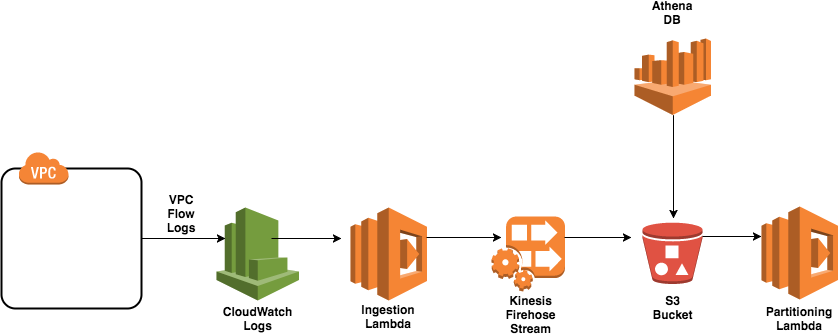 Athena
DB
VPC
VPC
Flow
Logs
CloudWatch
Logs
Ingestion
Lambda
Kinesis
Firehose
Stream
S3
Bucket
Partitioning
Lambda